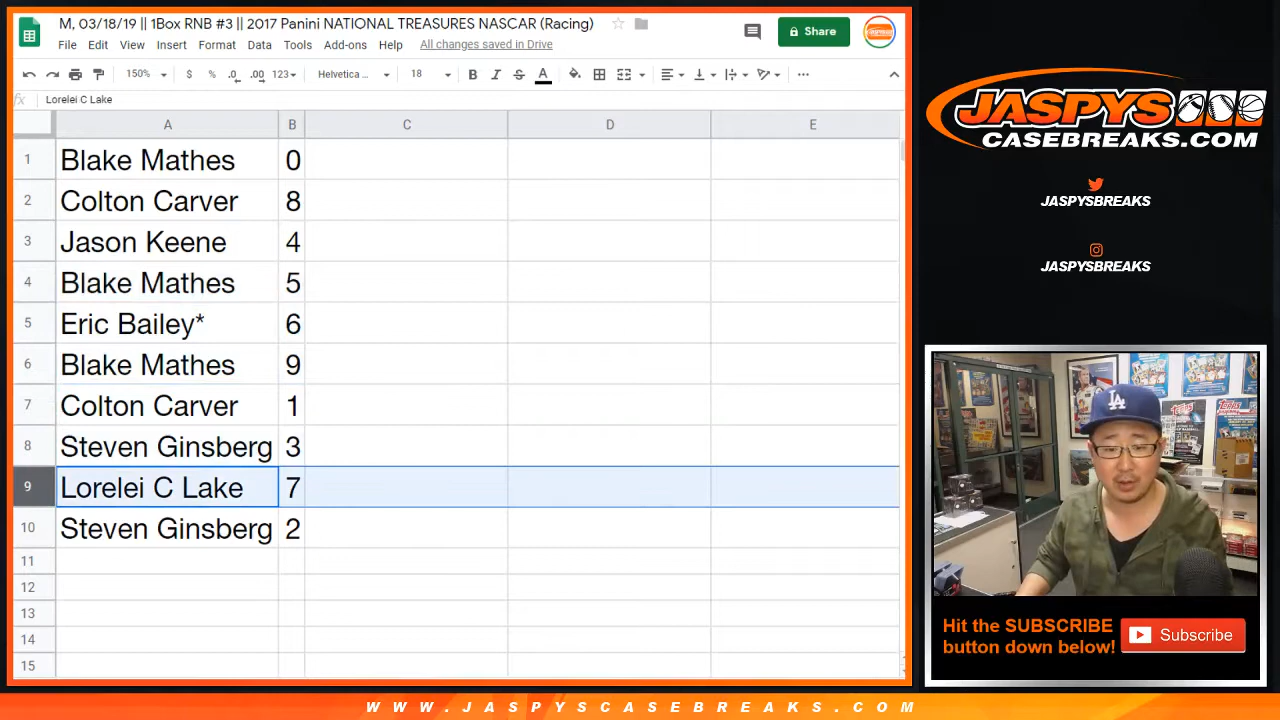 M, 03/18/19 || 1Box RNB #3 || 2017 Panini NATIONAL TREASURES NASCAR (Racing)
File Edit View Insert Format Data Tools Add-ons Help All changes saved in Drive
Share
150% $ % .0 .00 123 Helvetica ... 18 B I S A
fx Lorelei C Lake
A B C D E
1 Blake Mathes 0
2 Colton Carver 8
3 Jason Keene 4
4 Blake Mathes 5
5 Eric Bailey* 6
6 Blake Mathes 9
7 Colton Carver 1
8 Steven Ginsberg 3
9 Lorelei C Lake 7
10 Steven Ginsberg 2
11
12
13
14
15
JASPYS
CASEBREAKS.COM
JASPYSBREAKS
JASPYSBREAKS
LA
Hit the SUBSCRIBE
button down below!
Subscribe
WWW.JASPYSCASEBREAKS.COM